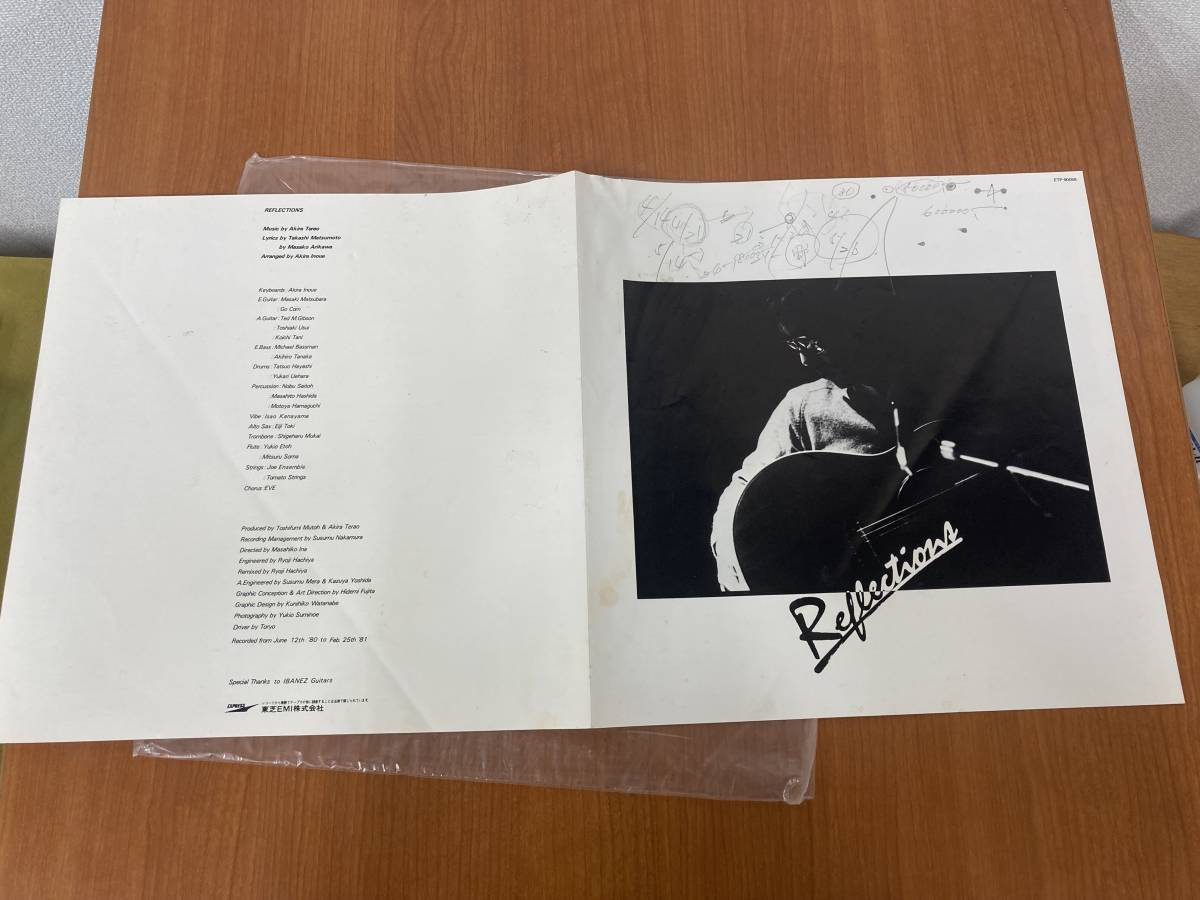 REFLECTIONS
Music by Akira Terao
Lyrics by Takashi Matsumoto
by Masako Arikawa
Arranged by Akira Inoue
Keyboards :Akira Inoue
E.Guitar :Masaki Matsubara
:Go Com
A.Guitar :Ted M.Gibson
:Toshiaki Usui
:Koichi Tani
E.Bass :Michael Bassman
:Akihiro Tanaka
Drums :Tatsuo Hayashi
:Yukari Uehara
Percussion :Nobu Saitoh
:Masahito Hashida
:Motoya Hamaguchi
Vibe :Isao Kanayama
Alto Sax :Eiji Toki
Trombone :Shigeharu Mukai
Flute :Yukio Etoh
:Mitsuru Soma
Strings :Joe Ensemble
:Tomato Strings
Chorus :EVE
Produced by Toshifumi Mutoh & Akira Terao
Recording Management by Susumu Nakamura
Directed by Masahiko Ina
Engineered by Ryoji Hachiya
Remixed by Ryoji Hachiya
A.Engineered by Susumu Mera & Kazuya Yoshida
Graphic Conception & Art Direction by Hidemi Fujita
Graphic Design by Kunihiko Watanabe
Photography by Yukio Suminoe
Driver by Toryo
Recorded from June 12th '80 to Feb. 25th '81
Special Thanks to IBANEZ Guitars
EXPRESS
東芝EMI株式会社
Reflections